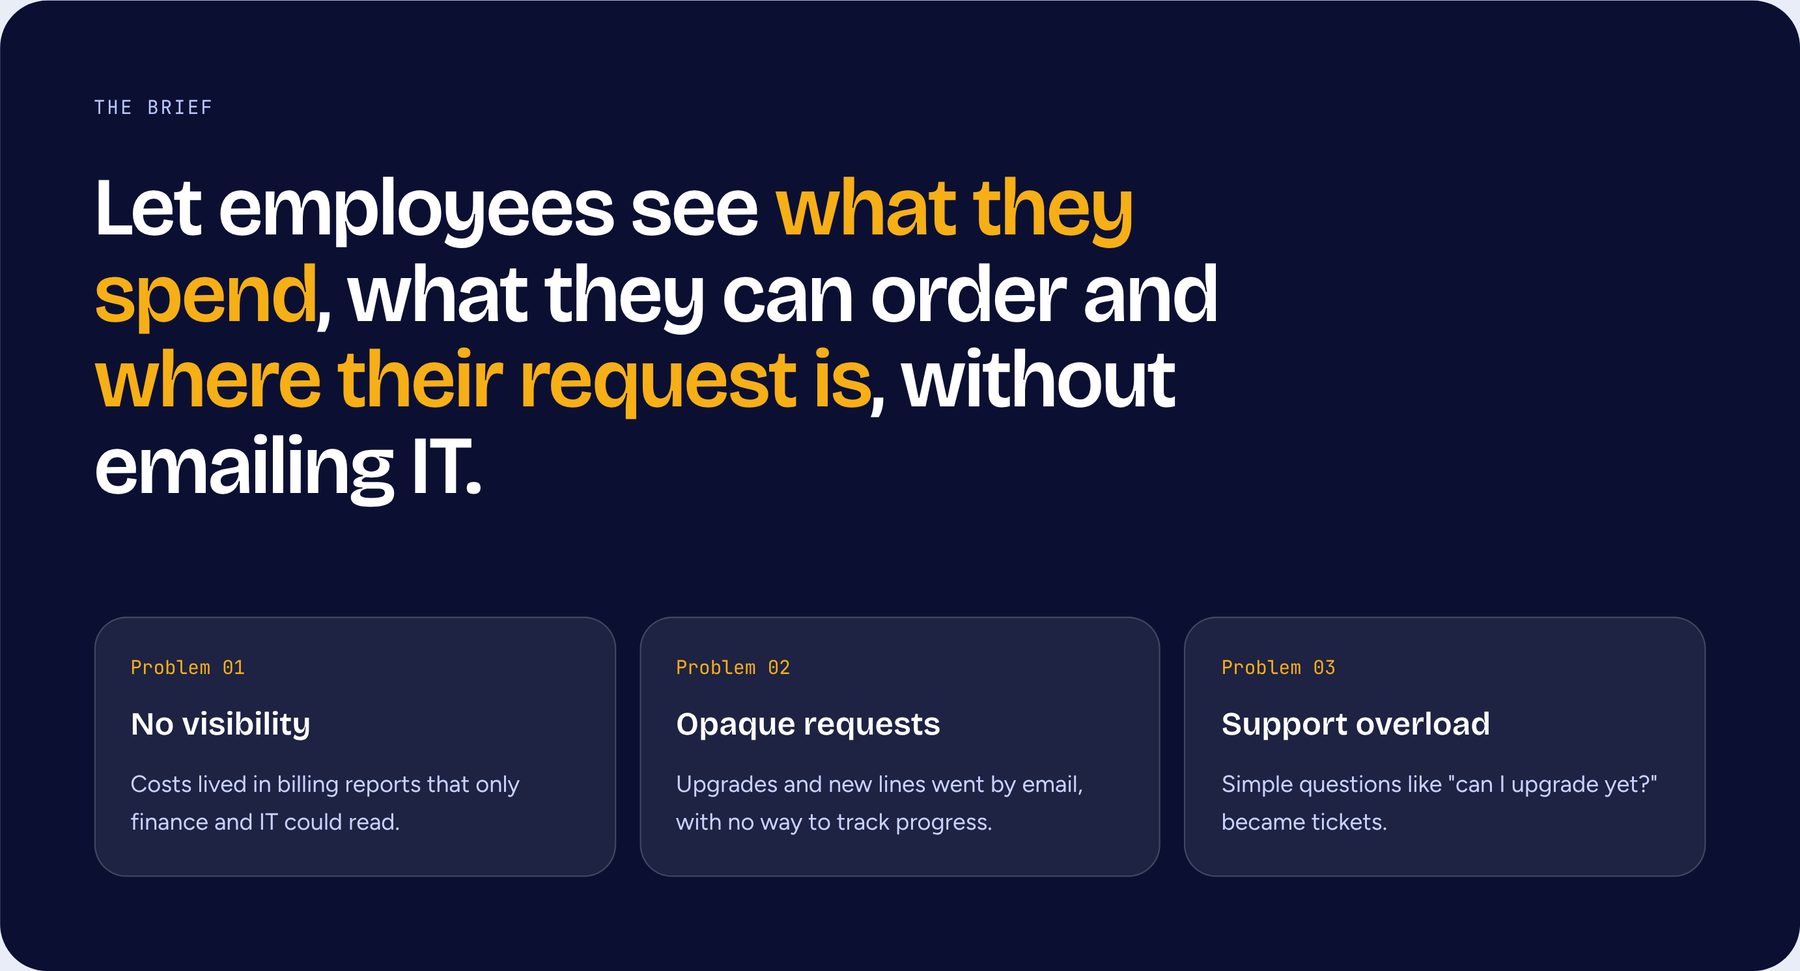 THE BRIEF
Let employees see what they
spend, what they can order and
where their request is, without
emailing IT.
Problem 01
No visibility
Costs lived in billing reports that only
finance and IT could read.
Problem 02
Opaque requests
Upgrades and new lines went by email,
with no way to track progress.
Problem 03
Support overload
Simple questions like "can I upgrade yet?"
became tickets.